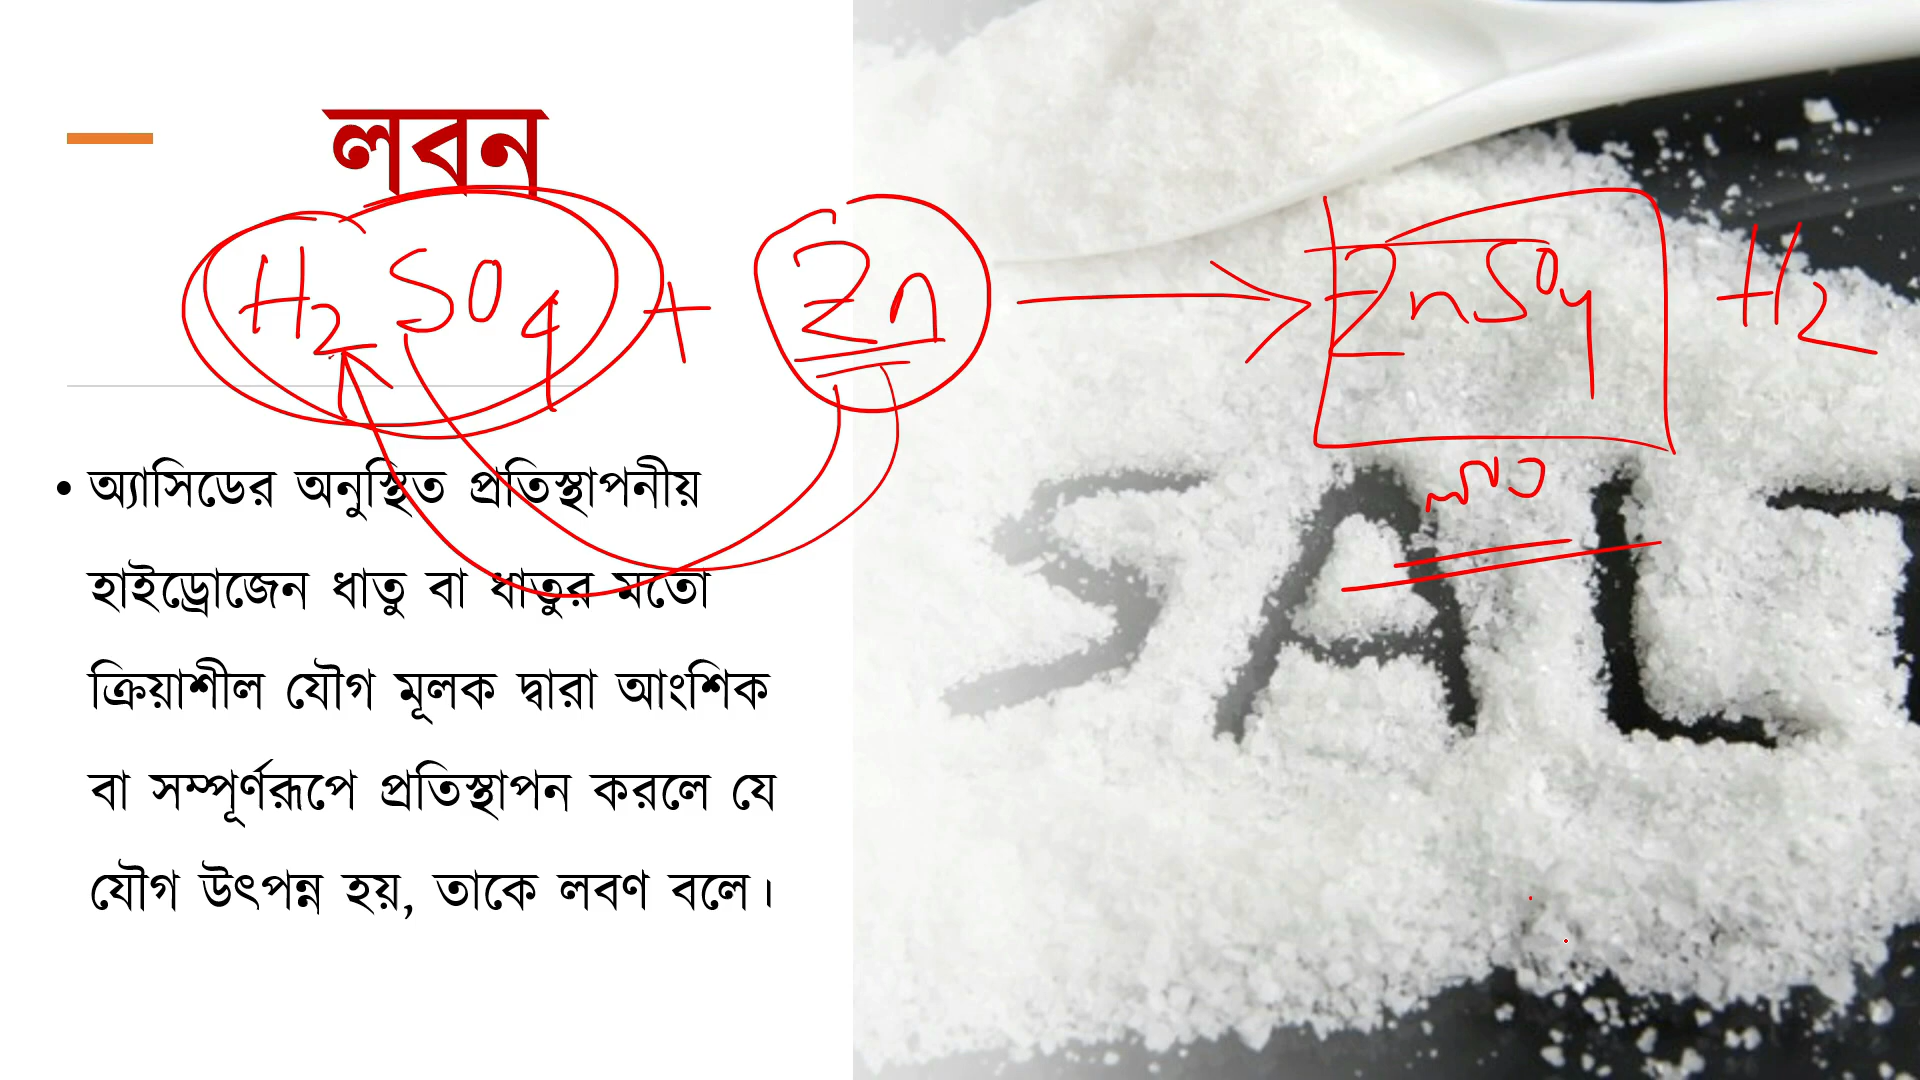 লবন
H₂SO₄ + Zn → ZnSO₄ H₂
• অ্যাসিডের অনুস্থিত প্রতিস্থাপনীয়
হাইড্রোজেন ধাতু বা ধাতুর মতো
ক্রিয়াশীল যৌগ মূলক দ্বারা আংশিক
বা সম্পূর্ণরূপে প্রতিস্থাপন করলে যে
যৌগ উৎপন্ন হয়, তাকে লবণ বলে।
SALT